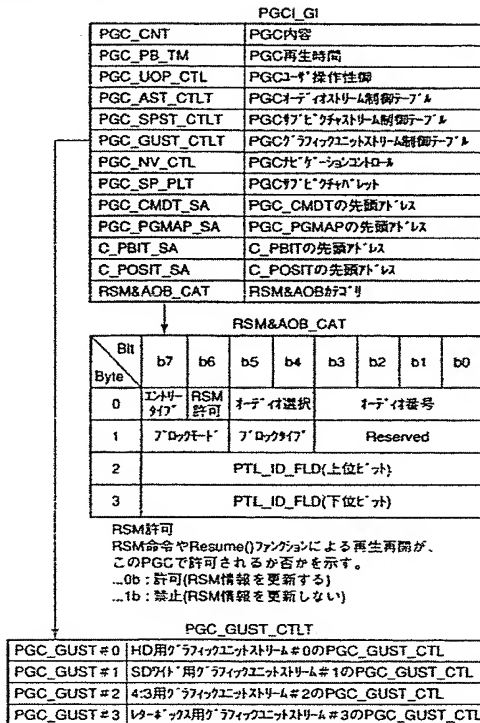 PGCI_GI
PGC_CNT PGC内容
PGC_PB_TM PGC再生時間
PGC_UOP_CTL PGCユーザ操作性御
PGC_AST_CTLT PGCオーディオストリーム制御テーブル
PGC_SPST_CTLT PGCサブピクチャストリーム制御テーブル
PGC_GUST_CTLT PGCグラフィックユニットストリーム制御テーブル
PGC_NV_CTL PGCナビゲーションコントロール
PGC_SP_PLT PGCサブピクチャパレット
PGC_CMDT_SA PGC_CMDTの先頭アドレス
PGC_PGMAP_SA PGC_PGMAPの先頭アドレス
C_PBIT_SA C_PBITの先頭アドレス
C_POSIT_SA C_POSITの先頭アドレス
RSM&AOB_CAT RSM&AOBカテゴリ
RSM&AOB_CAT
Bit
Byte b7 b6 b5 b4 b3 b2 b1 b0
0 エントリータイプ RSM許可 オーディオ選択 オーディオ番号
1 ブロックモード ブロックタイプ Reserved
2 PTL_ID_FLD(上位ビット)
3 PTL_ID_FLD(下位ビット)
RSM許可
RSM命令やResume()ファンクションによる再生再開が、
このPGCで許可されるか否かを示す。
...0b : 許可(RSM情報を更新する)
...1b : 禁止(RSM情報を更新しない)
PGC_GUST_CTLT
PGC_GUST#0 HD用グラフィックユニットストリーム#0のPGC_GUST_CTL
PGC_GUST#1 SDワイド用グラフィックユニットストリーム#1のPGC_GUST_CTL
PGC_GUST#2 4:3用グラフィックユニットストリーム#2のPGC_GUST_CTL
PGC_GUST#3 レターボックス用グラフィックユニットストリーム#3のPGC_GUST_CTL